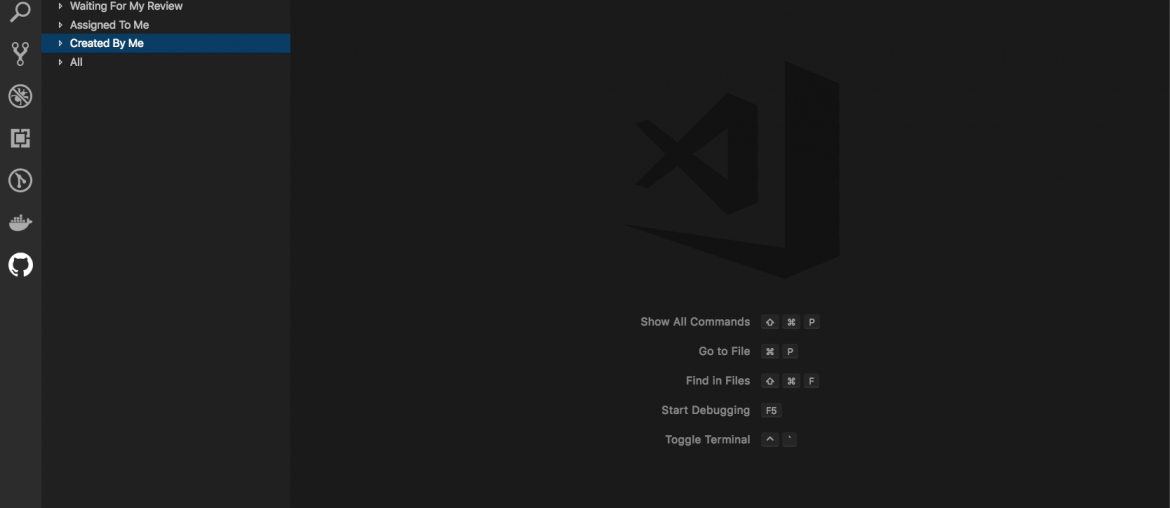 Waiting For My Review
Assigned To Me
Created By Me
All
Show All Commands ⇧ ⌘ P
Go to File ⌘ P
Find in Files ⇧ ⌘ F
Start Debugging F5
Toggle Terminal ^ `